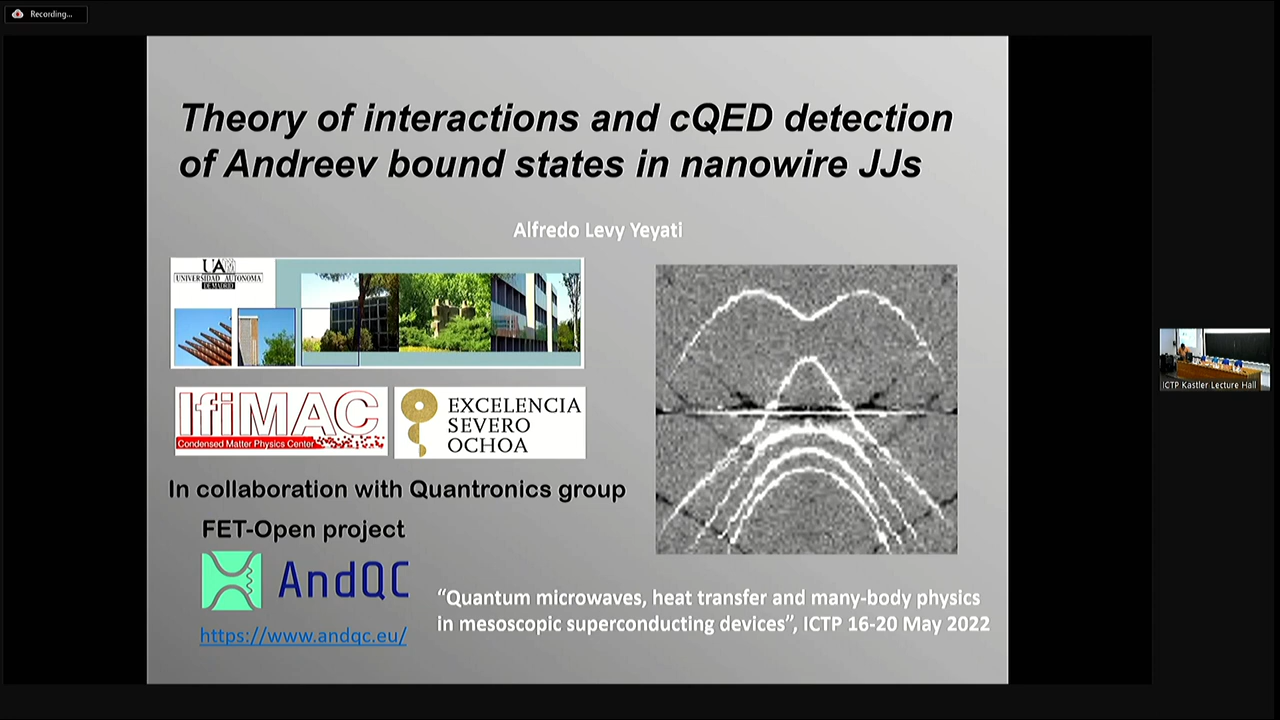 Recording...
Theory of interactions and cQED detection
of Andreev bound states in nanowire JJs
Alfredo Levy Yeyati
UAM
UNIVERSIDAD AUTONOMA
DE MADRID
IfiMAC
Condensed Matter Physics Center
EXCELENCIA
SEVERO
OCHOA
In collaboration with Quantronics group
FET-Open project
AndQC
https://www.andqc.eu/
“Quantum microwaves, heat transfer and many-body physics
in mesoscopic superconducting devices”, ICTP 16-20 May 2022
ICTP Kastler Lecture Hall